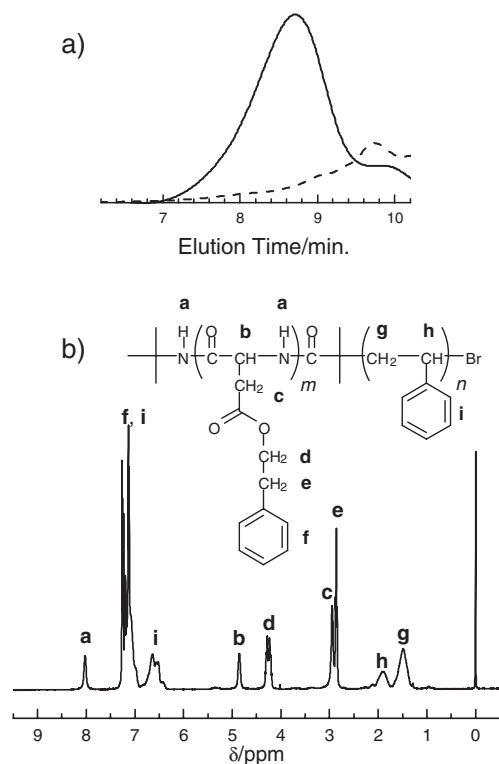 a)
7 8 9 10
Elution Time/min.
b)
a a
H O b H O g h
N N Br
m n
CH₂ CH₂ CH
c i
O O
CH₂ d
CH₂ e
f
f, i
a i b d c e h g
9 8 7 6 5 4 3 2 1 0
δ/ppm